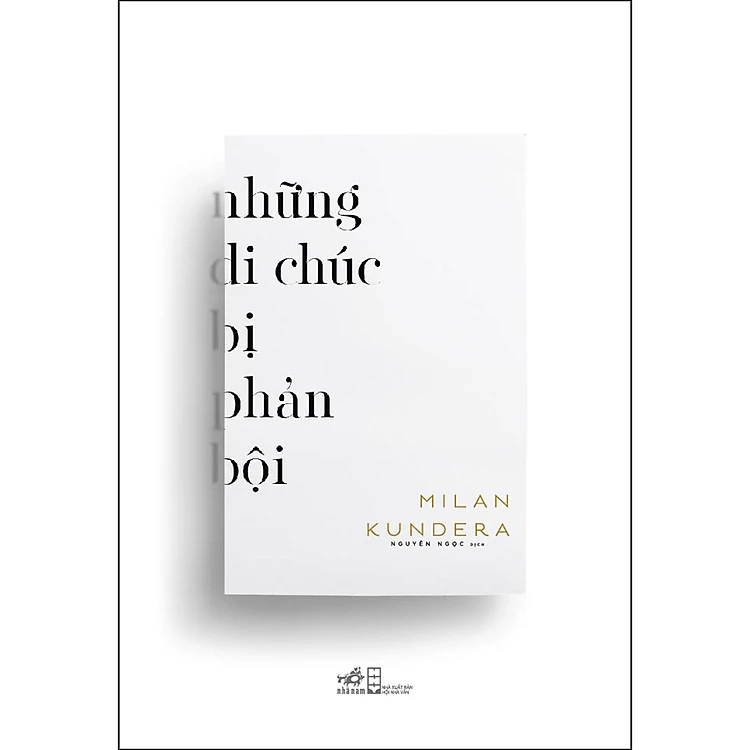 những
di chúc
bị
phản
bội
MILAN
KUNDERA
NGUYÊN NGỌC DỊCH
nhã nam
NHÀ XUẤT BẢN
HỘI NHÀ VĂN